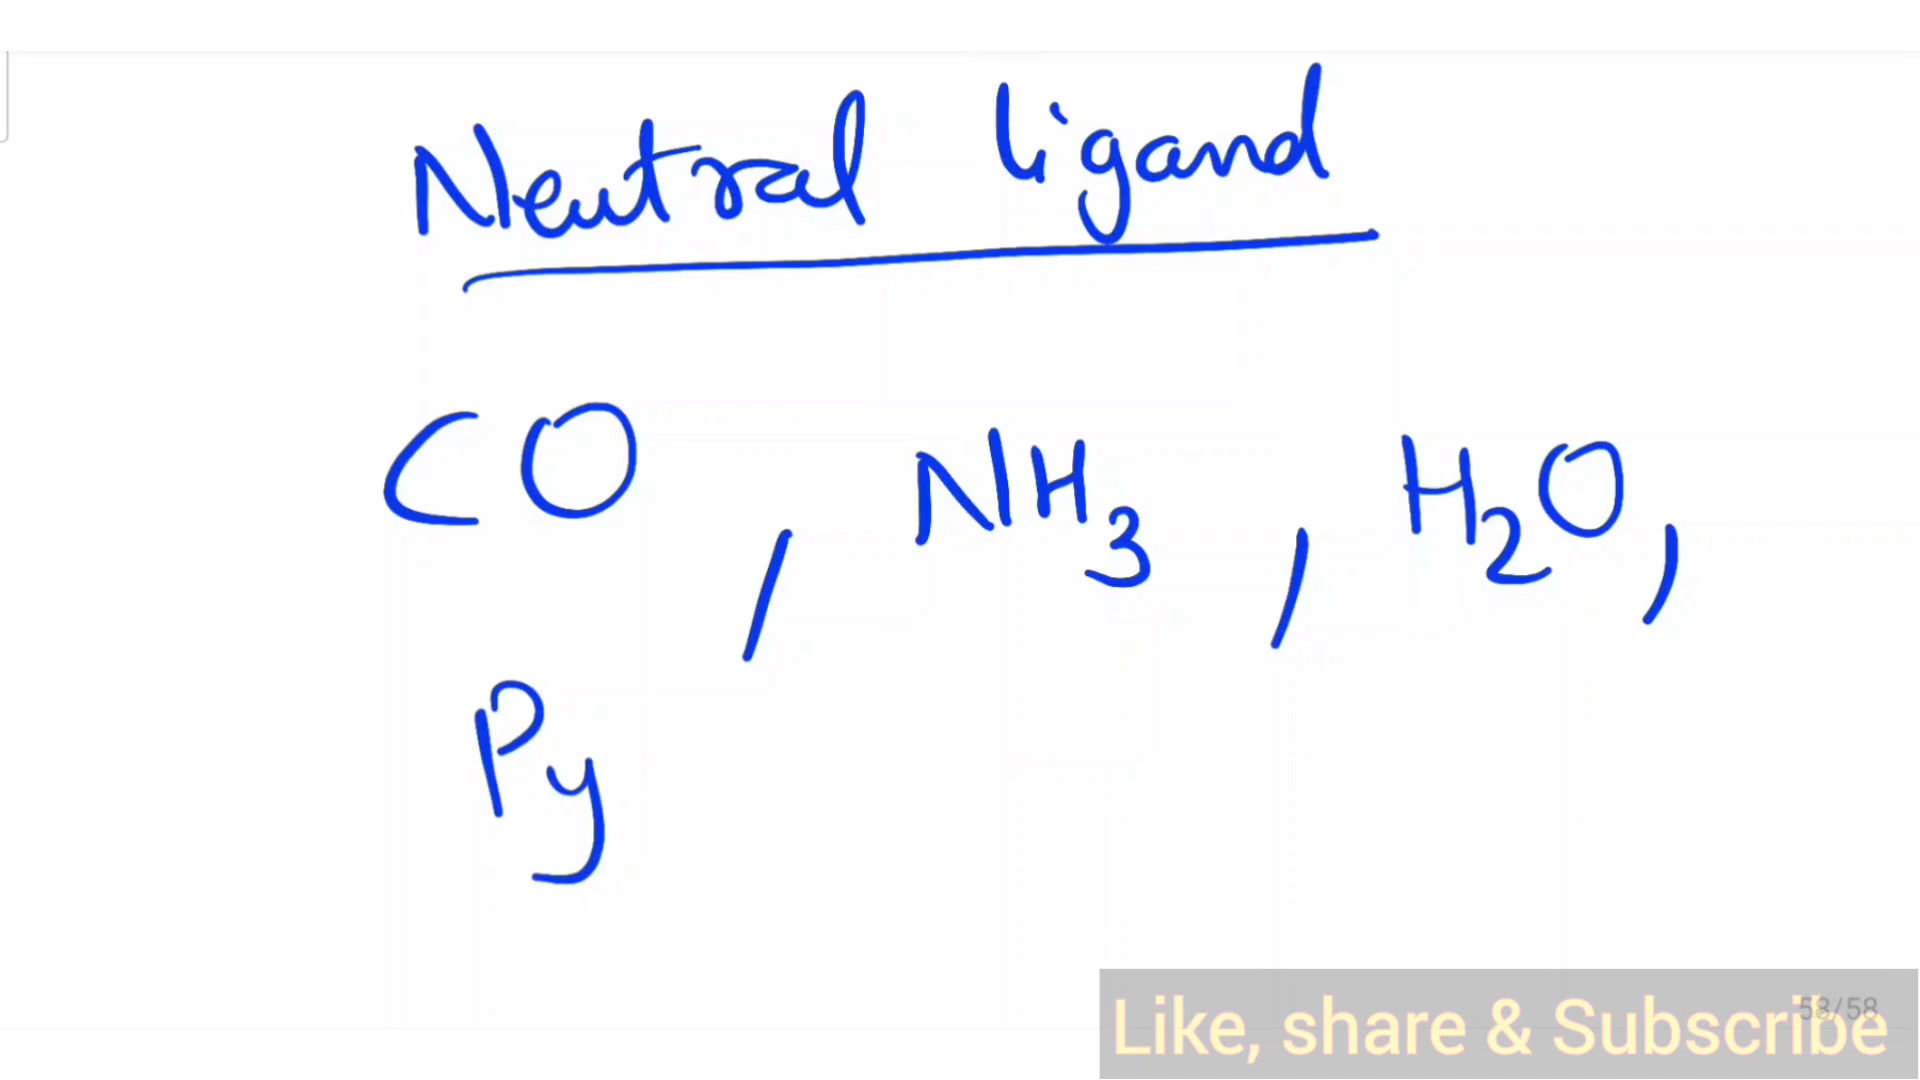 Neutral ligand
CO, NH₃, H₂O,
Py
58/58
Like, share & Subscribe